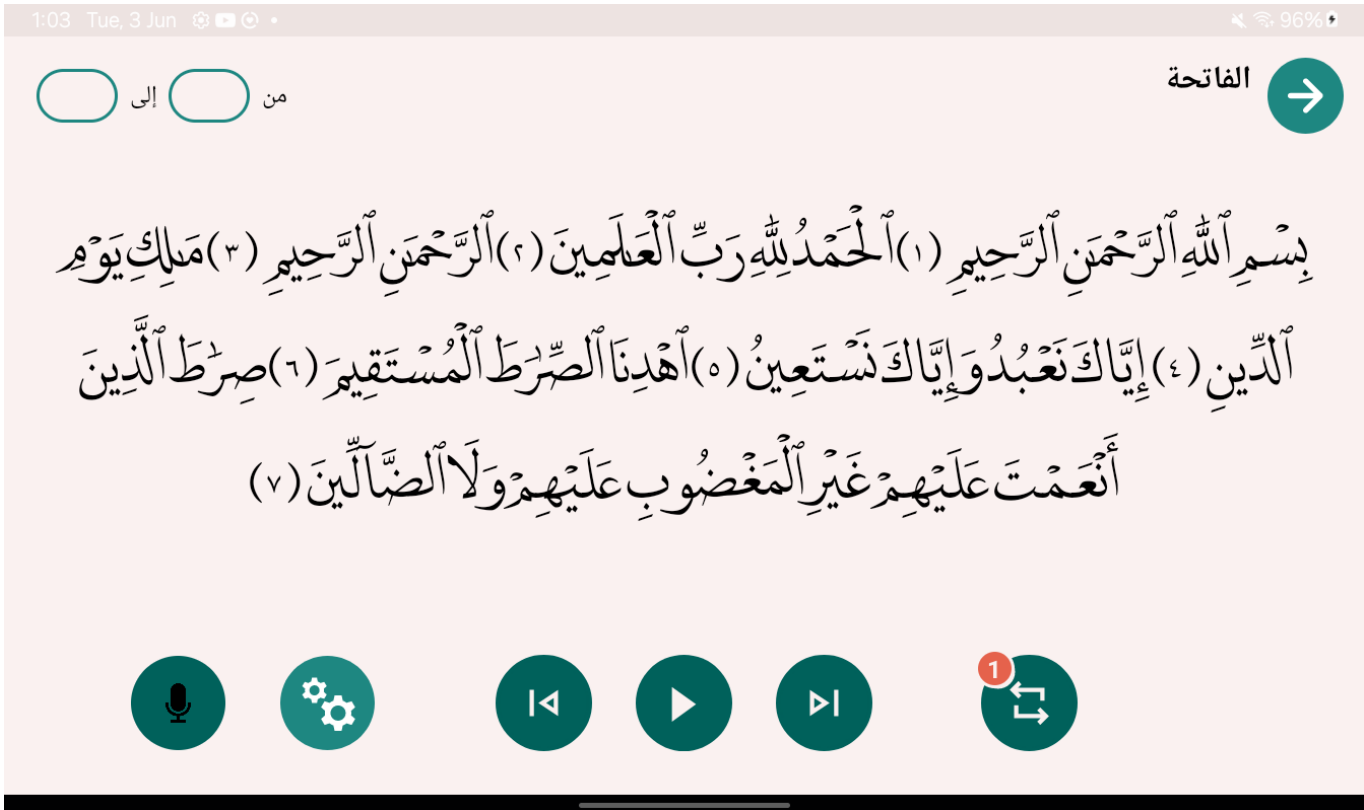 1:03 Tue, 3 Jun
96%
الفاتحة
من
إلى
بِسْمِ ٱللَّهِ ٱلرَّحْمَٰنِ ٱلرَّحِيمِ (١) ٱلْحَمْدُ لِلَّهِ رَبِّ ٱلْعَٰلَمِينَ (٢) ٱلرَّحْمَٰنِ ٱلرَّحِيمِ (٣) مَٰلِكِ يَوْمِ
ٱلدِّينِ (٤) إِيَّاكَ نَعْبُدُ وَإِيَّاكَ نَسْتَعِينُ (٥) ٱهْدِنَا ٱلصِّرَٰطَ ٱلْمُسْتَقِيمَ (٦) صِرَٰطَ ٱلَّذِينَ
أَنْعَمْتَ عَلَيْهِمْ غَيْرِ ٱلْمَغْضُوبِ عَلَيْهِمْ وَلَا ٱلضَّآلِّينَ (٧)
1